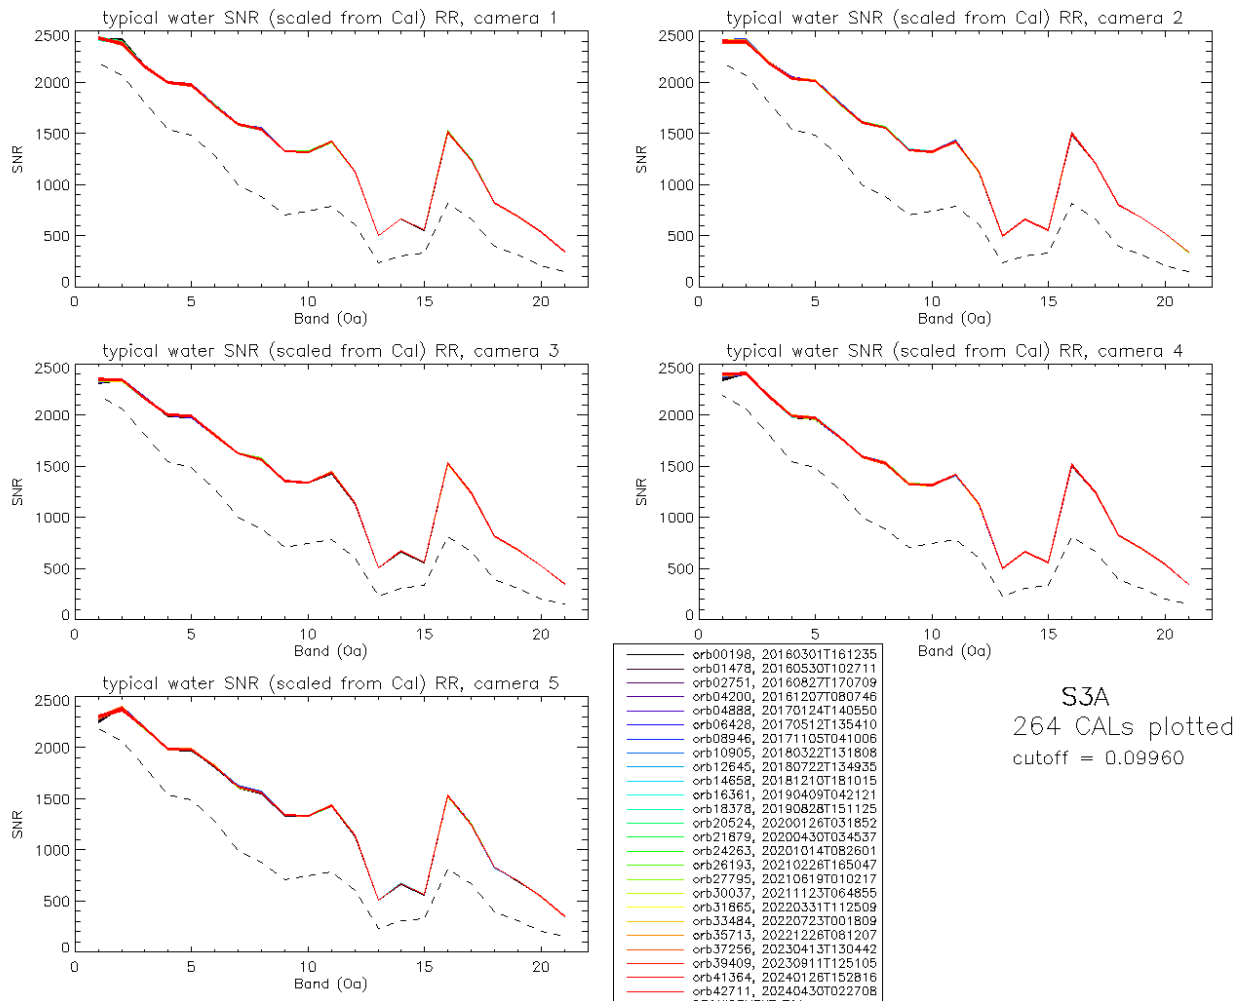 typical water SNR (scaled from Cal) RR, camera 1
2500
2000
1500
1000
500
0
SNR
0 5 10 15 20
Band (Oa)
typical water SNR (scaled from Cal) RR, camera 2
2500
2000
1500
1000
500
0
SNR
0 5 10 15 20
Band (Oa)
typical water SNR (scaled from Cal) RR, camera 3
2500
2000
1500
1000
500
0
SNR
0 5 10 15 20
Band (Oa)
typical water SNR (scaled from Cal) RR, camera 4
2500
2000
1500
1000
500
0
SNR
0 5 10 15 20
Band (Oa)
typical water SNR (scaled from Cal) RR, camera 5
2500
2000
1500
1000
500
0
SNR
0 5 10 15 20
Band (Oa)
orb00198, 20160301T161235
orb01478, 20160530T102711
orb02751, 20160827T170709
orb04200, 20161207T080746
orb04888, 20170124T140550
orb06428, 20170512T135410
orb08946, 20171105T041006
orb10905, 20180322T131808
orb12645, 20180722T134935
orb14658, 20181210T181015
orb16361, 20190409T042121
orb18378, 20190828T151125
orb20524, 20200126T031852
orb21879, 20200430T034537
orb24263, 20201014T082601
orb26193, 20210226T165047
orb27795, 20210619T010217
orb30037, 20211123T064855
orb31865, 20220331T112509
orb33484, 20220723T001809
orb35713, 20221226T081207
orb37256, 20230413T130442
orb39409, 20230911T125105
orb41364, 20240126T152816
orb42711, 20240430T022708
S3A
264 CALs plotted
cutoff = 0.09960